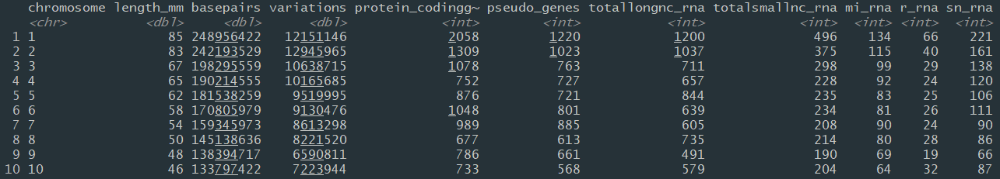 chromosome length_mm basepairs variations protein_codingg~ pseudo_genes totallongnc_rna totalsmallnc_rna mi_rna r_rna sn_rna
<chr> <dbl> <dbl> <dbl> <int> <int> <int> <int> <int> <int> <int>
1 1 85 248956422 12151146 2058 1220 1200 496 134 66 221
2 2 83 242193529 12945965 1309 1023 1037 375 115 40 161
3 3 67 198295559 10638715 1078 763 711 298 99 29 138
4 4 65 190214555 10165685 752 727 657 228 92 24 120
5 5 62 181538259 9519995 876 721 844 235 83 25 106
6 6 58 170805979 9130476 1048 801 639 234 81 26 111
7 7 54 159345973 8613298 989 885 605 208 90 24 90
8 8 50 145138636 8221520 677 613 735 214 80 28 86
9 9 48 138394717 6590811 786 661 491 190 69 19 66
10 10 46 133797422 7223944 733 568 579 204 64 32 87